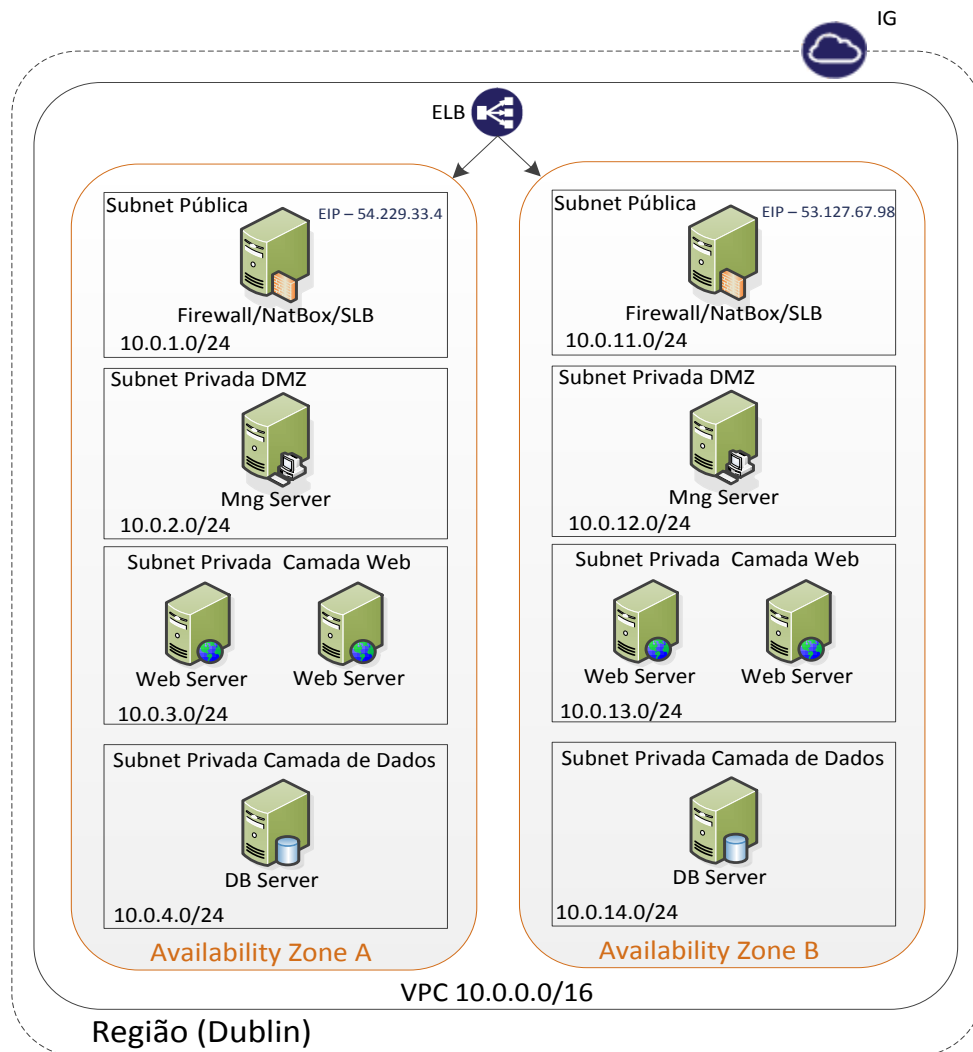 IG
ELB
Subnet Pública
EIP – 54.229.33.4
Firewall/NatBox/SLB
10.0.1.0/24
Subnet Privada DMZ
Mng Server
10.0.2.0/24
Subnet Privada  Camada Web
Web Server
Web Server
10.0.3.0/24
Subnet Privada Camada de Dados
DB Server
10.0.4.0/24
Availability Zone A
Subnet Pública
EIP – 53.127.67.98
Firewall/NatBox/SLB
10.0.11.0/24
Subnet Privada DMZ
Mng Server
10.0.12.0/24
Subnet Privada  Camada Web
Web Server
Web Server
10.0.13.0/24
Subnet Privada Camada de Dados
DB Server
10.0.14.0/24
Availability Zone B
VPC 10.0.0.0/16
Região (Dublin)